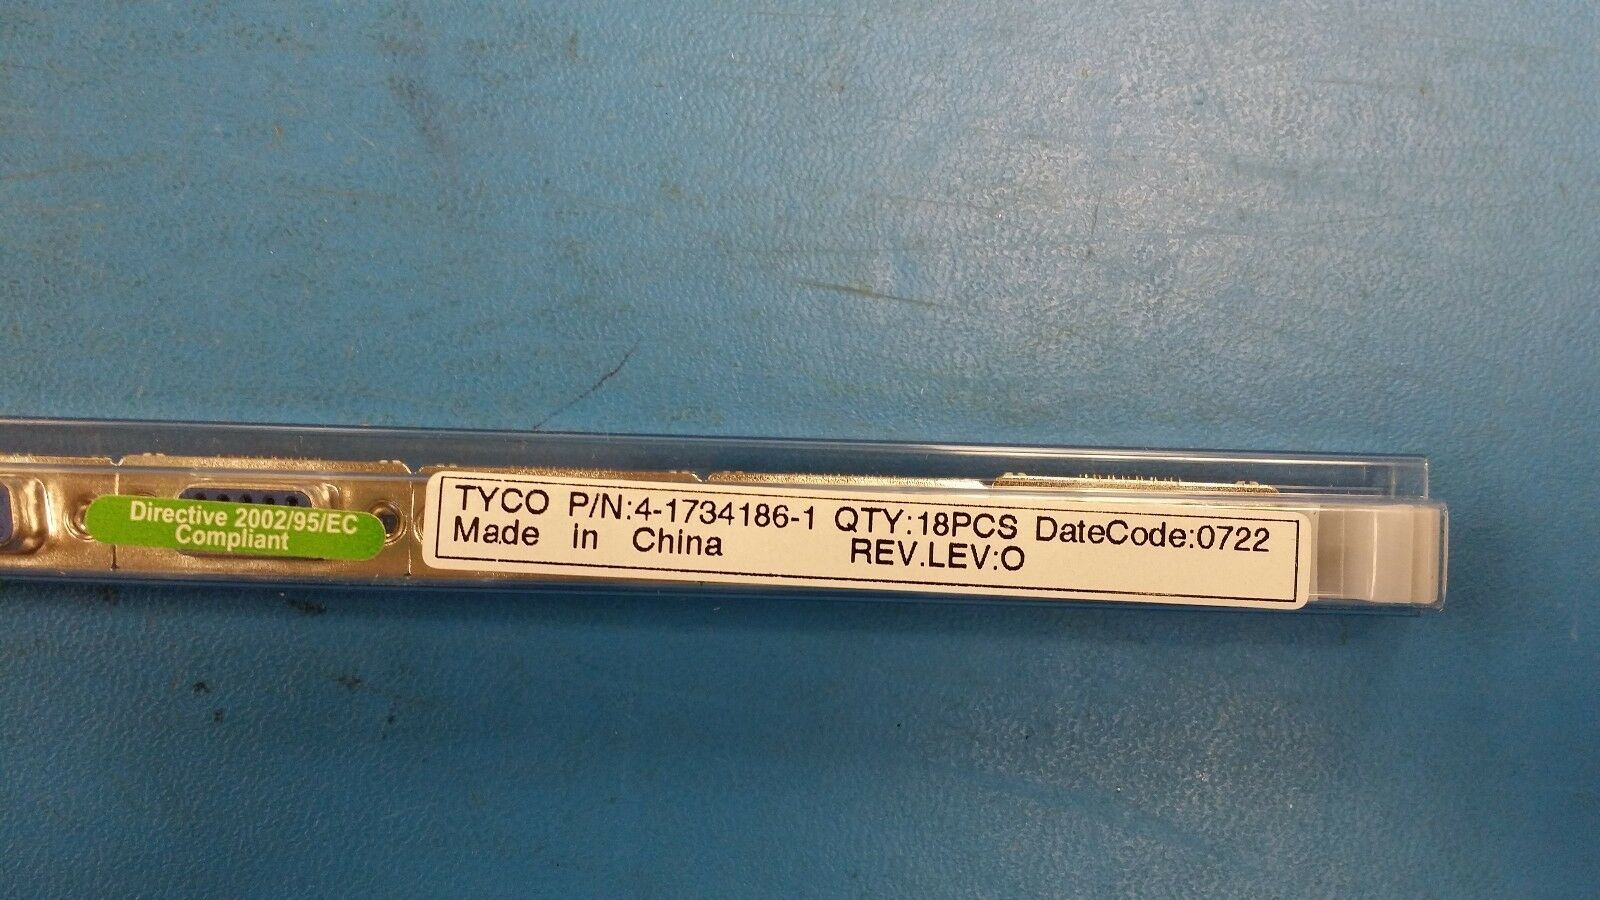 Directive 2002/95/EC
Compliant
TYCO P/N:4-1734186-1 QTY:18PCS DateCode:0722
Made in China REV.LEV:O